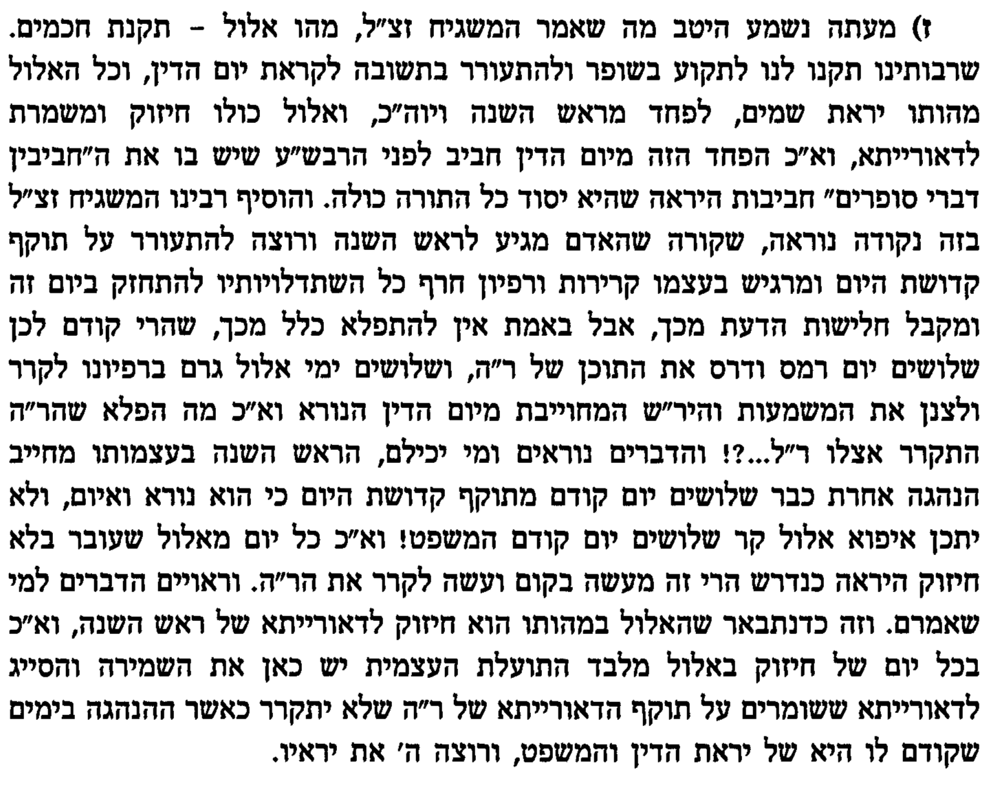 ז) מעתה נשמע היטב מה שאמר המשגיח זצ"ל, מהו אלול – תקנת חכמים.
שרבותינו תקנו לנו לתקוע בשופר ולהתעורר בתשובה לקראת יום הדין, וכל האלול
מהותו יראת שמים, לפחד מראש השנה ויוה"כ, ואלול כולו חיזוק ומשמרת
לדאורייתא, וא"כ הפחד הזה מיום הדין חביב לפני הרבש"ע שיש בו את ה"חביבין
דברי סופרים" חביבות היראה שהיא יסוד כל התורה כולה. והוסיף רבינו המשגיח זצ"ל
בזה נקודה נוראה, שקורה שהאדם מגיע לראש השנה ורוצה להתעורר על תוקף
קדושת היום ומרגיש בעצמו קרירות ורפיון חרף כל השתדלויותיו להתחזק ביום זה
ומקבל חלישות הדעת מכך, אבל באמת אין להתפלא כלל מכך, שהרי קודם לכן
שלושים יום רמס ודרס את התוכן של ר"ה, ושלושים ימי אלול גרם ברפיונו לקרר
ולצנן את המשמעות והיר"ש המחוייבת מיום הדין הנורא וא"כ מה הפלא שהר"ה
התקרר אצלו ר"ל...?! והדברים נוראים ומי יכילם, הראש השנה בעצמותו מחייב
הנהגה אחרת כבר שלושים יום קודם מתוקף קדושת היום כי הוא נורא ואיום, ולא
יתכן איפוא אלול קר שלושים יום קודם המשפט! וא"כ כל יום מאלול שעובר בלא
חיזוק היראה כנדרש הרי זה מעשה בקום ועשה לקרר את הר"ה. וראויים הדברים למי
שאמרם. וזה כדנתבאר שהאלול במהותו הוא חיזוק לדאורייתא של ראש השנה, וא"כ
בכל יום של חיזוק באלול מלבד התועלת העצמית יש כאן את השמירה והסייג
לדאורייתא ששומרים על תוקף הדאורייתא של ר"ה שלא יתקרר כאשר ההנהגה בימים
שקודם לו היא של יראת הדין והמשפט, ורוצה ה' את יראיו.